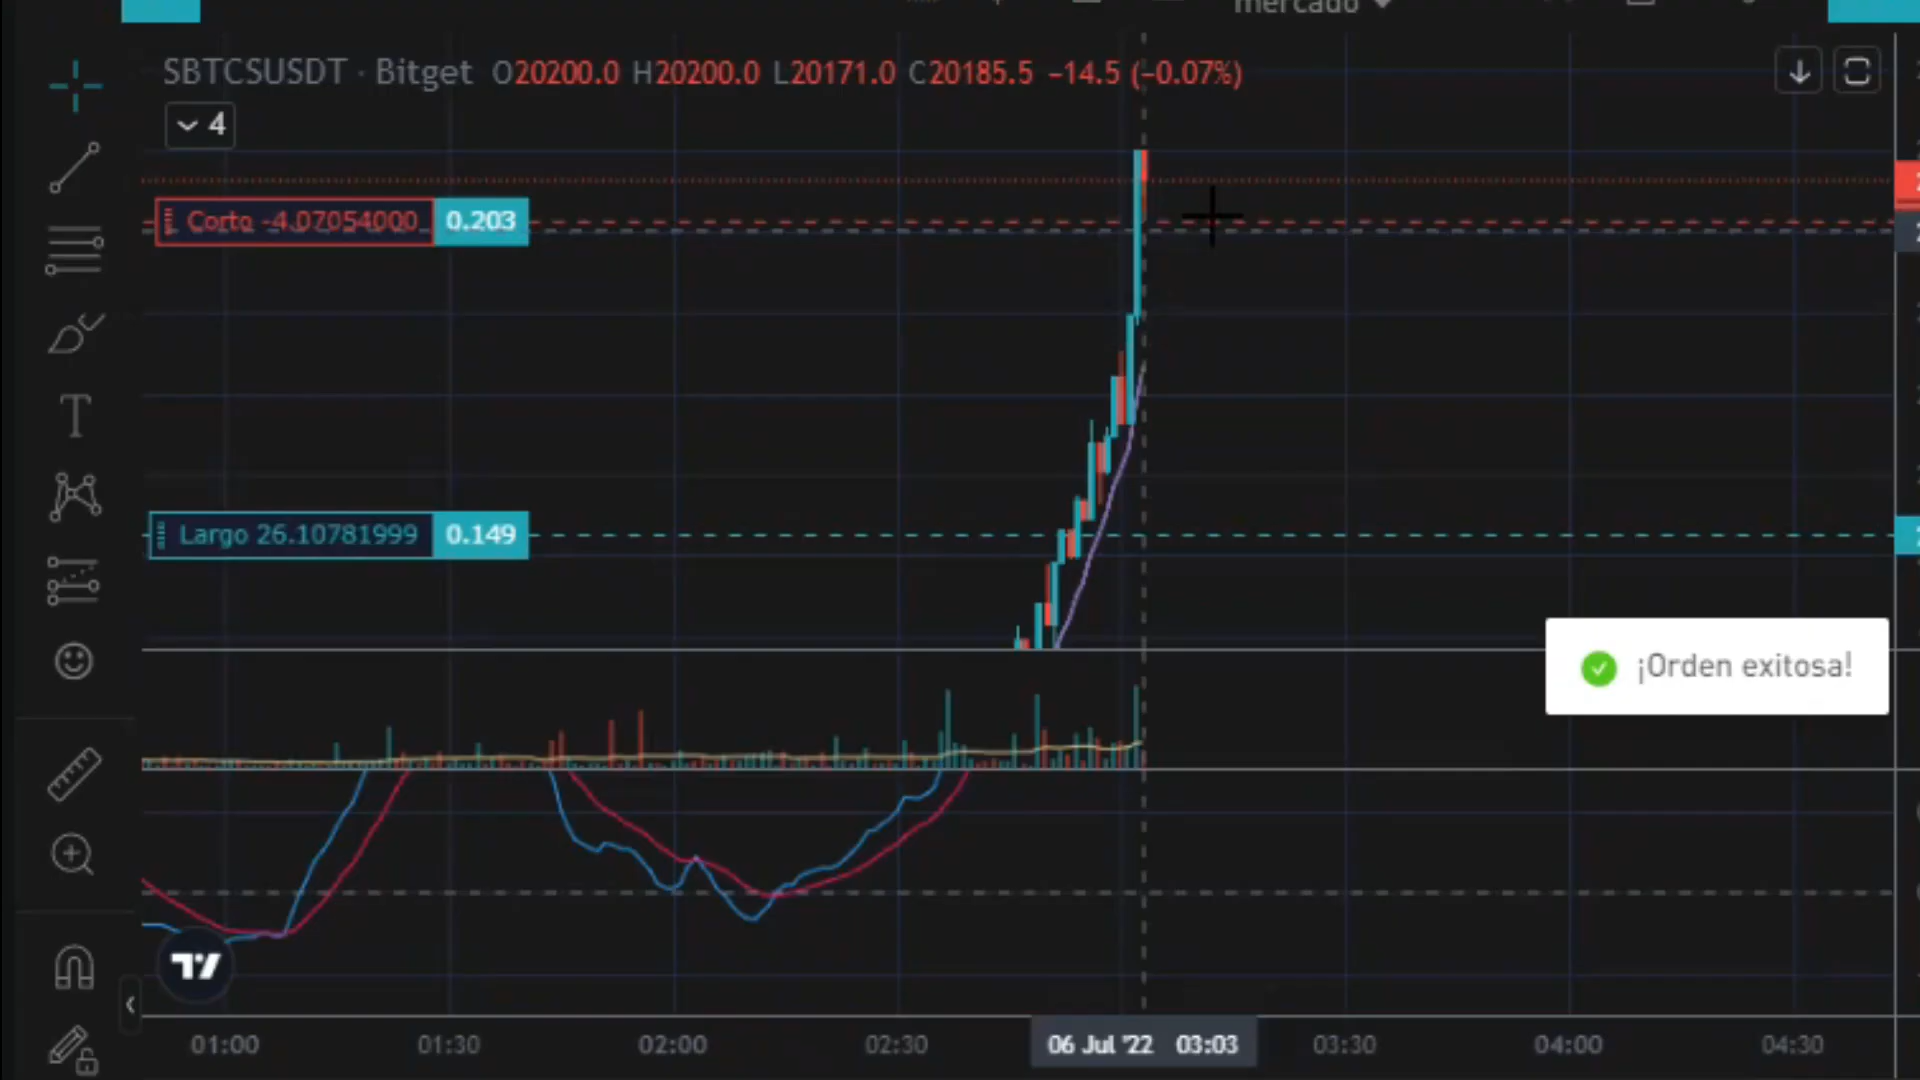 mercado
SBTCSUSDT · Bitget O20200.0 H20200.0 L20171.0 C20185.5 −14.5 (−0.07%)
4
Corto -4.07054000 0.203
Largo 26.10781999 0.149
¡Orden exitosa!
01:00 01:30 02:00 02:30 06 Jul '22 03:03 03:30 04:00 04:30